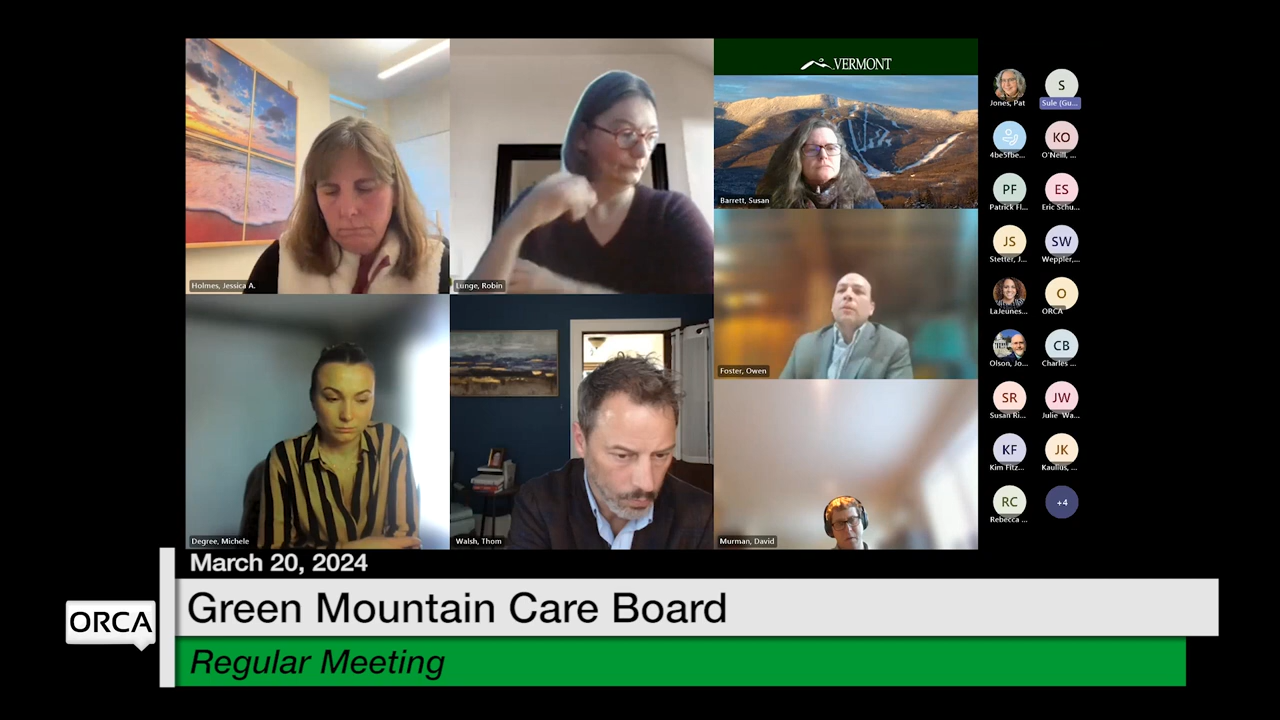 VERMONT
Holmes, Jessica A.
Lunge, Robin
Barrett, Susan
Foster, Owen
Degree, Michele
Walsh, Thom
Murman, David
Jones, Pat
S
Sule (Gu...
4be5fbe...
KO
O'Neill, ...
PF
Patrick Fl...
ES
Eric Schu...
JS
Stetter, J...
SW
Weppler,...
LaJeunes...
O
ORCA
Olson, Jo...
CB
Charles ...
SR
Susan Ri...
JW
Julie Wa...
KF
Kim Fitz...
JK
Kaulius, ...
RC
Rebecca ...
+4
March 20, 2024
ORCA
Green Mountain Care Board
Regular Meeting